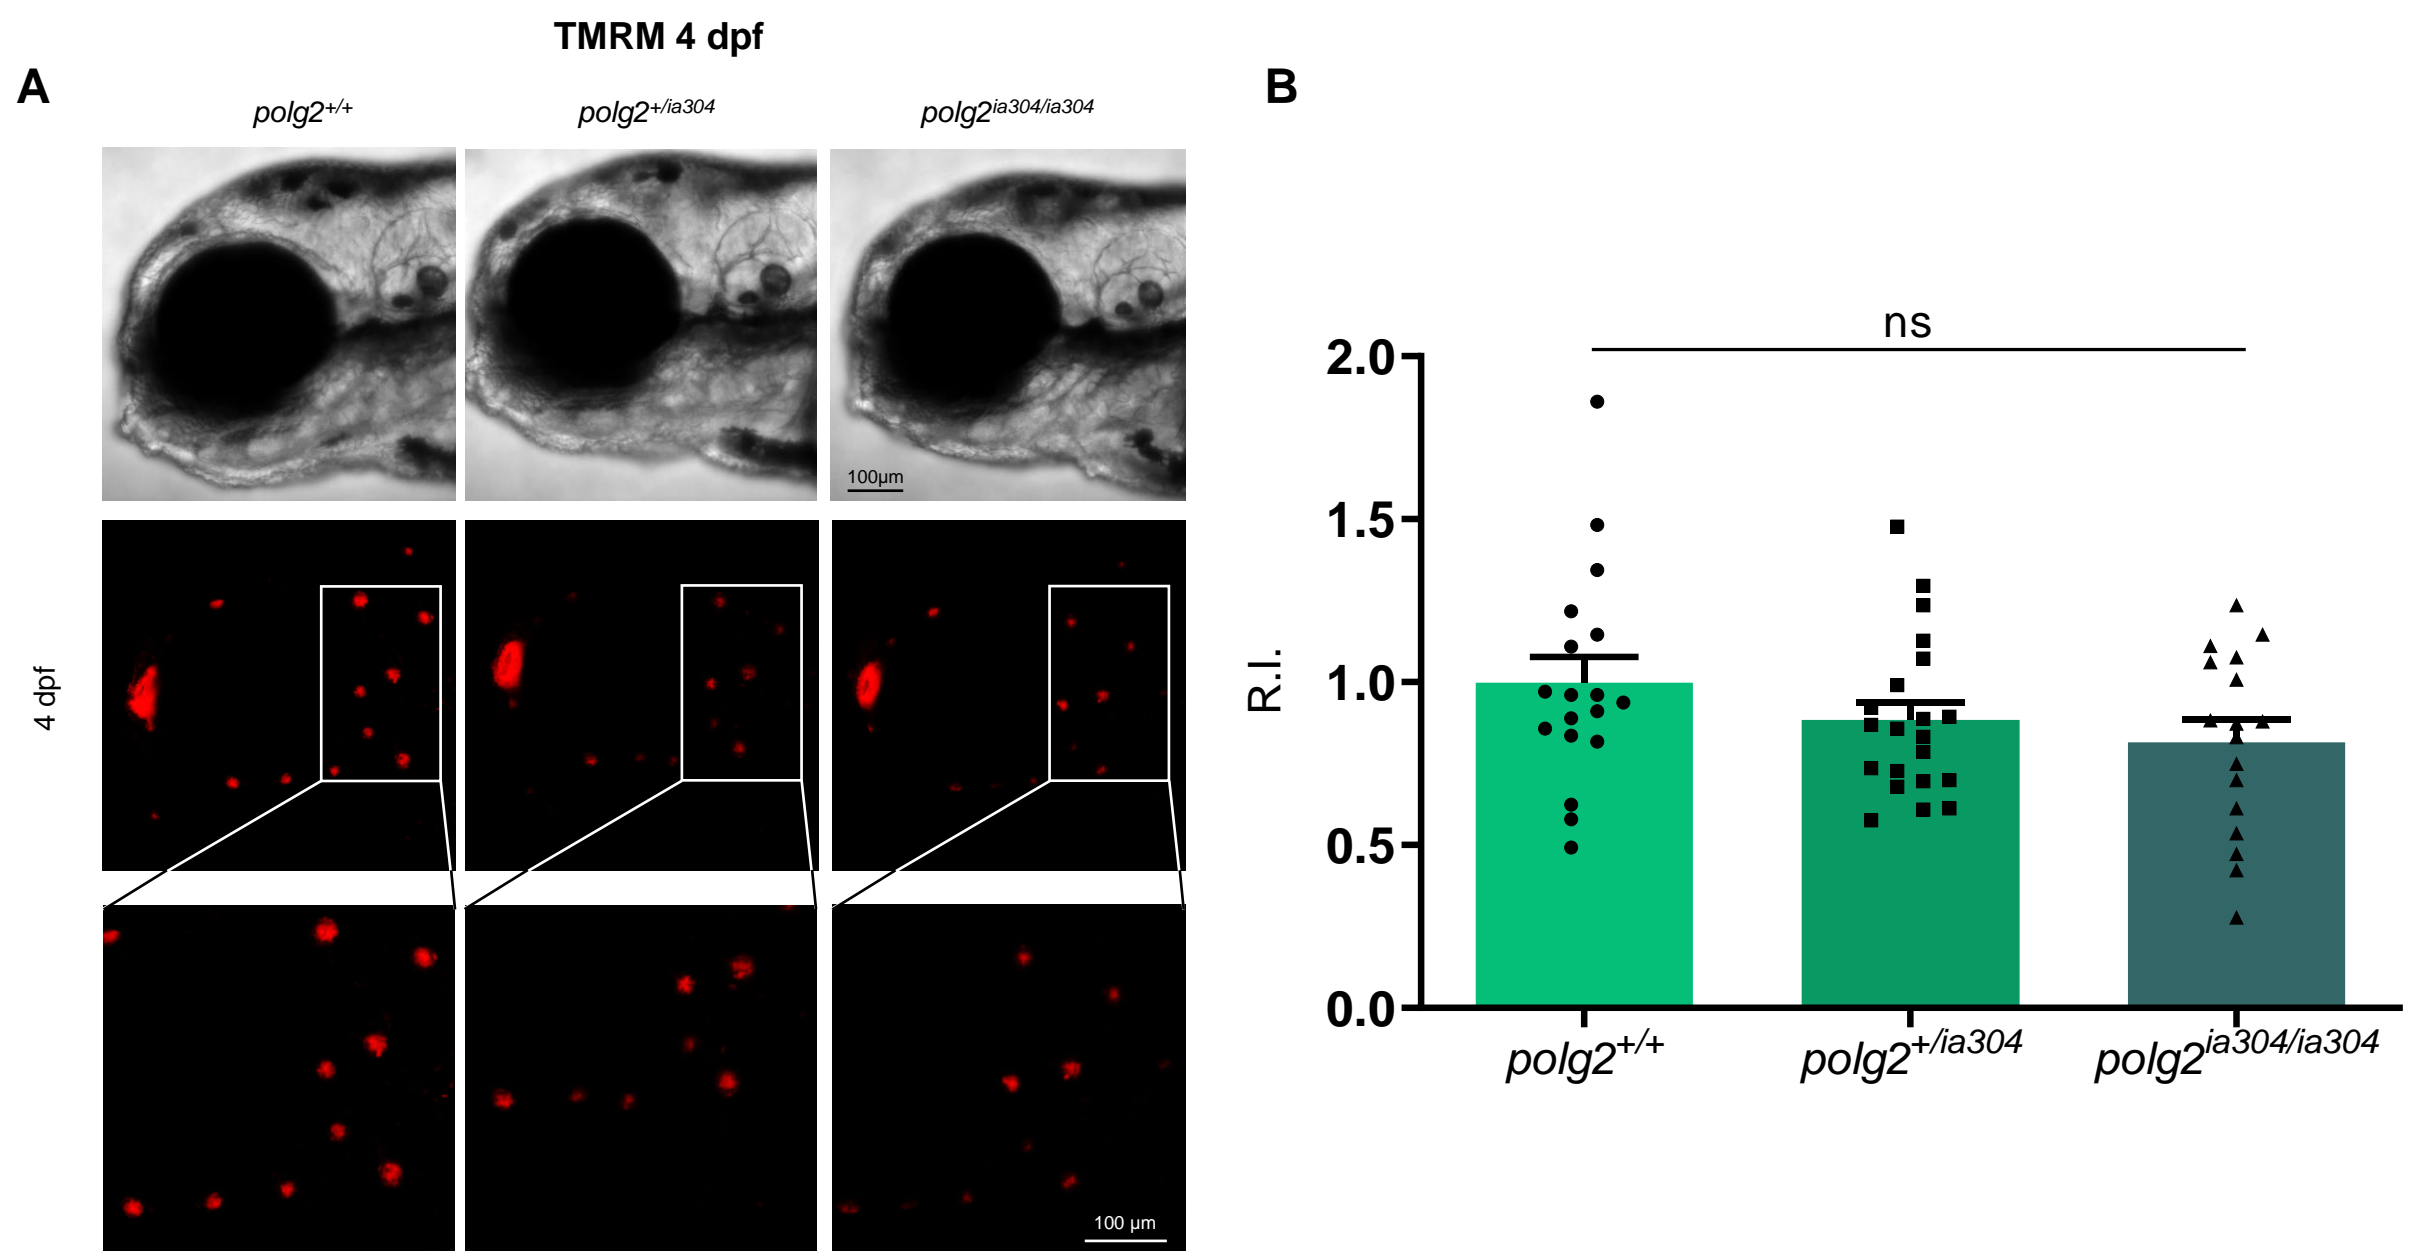 TMRM 4 dpf
A
polg2+/+
polg2+/ia304
polg2ia304/ia304
100µm
4 dpf
100 µm
B
ns
2.0
1.5
1.0
0.5
0.0
R.I.
polg2+/+
polg2+/ia304
polg2ia304/ia304